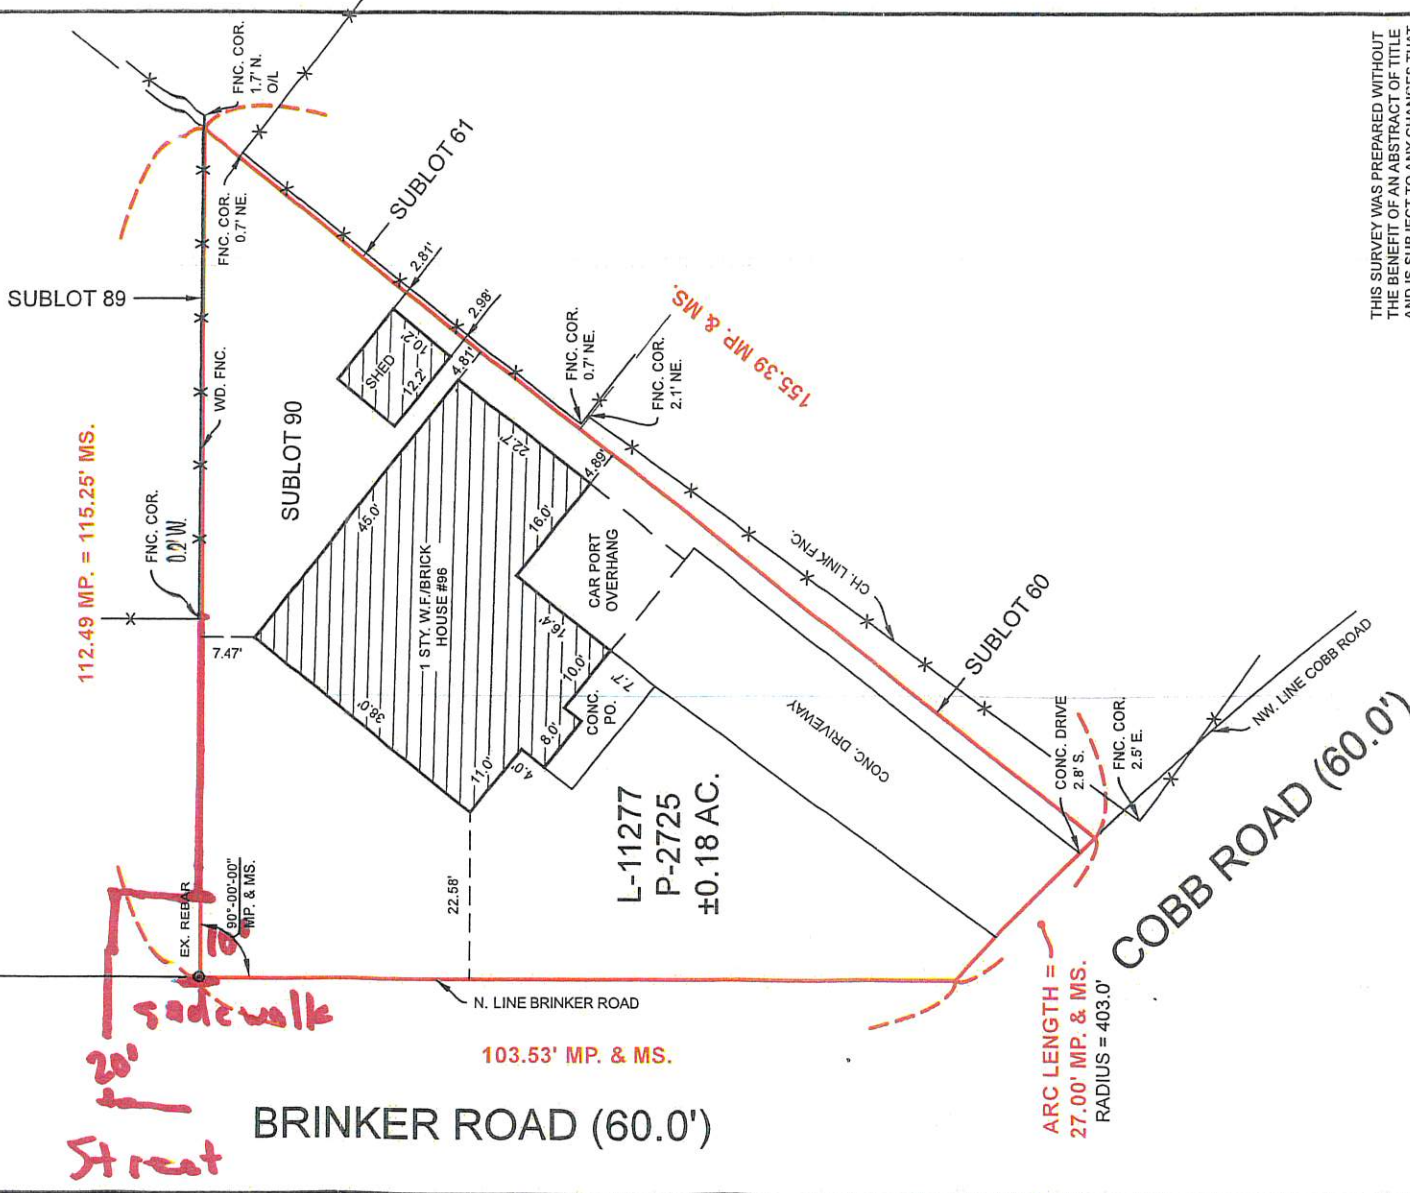 THIS SURVEY WAS PREPARED WITHOUT
THE BENEFIT OF AN ABSTRACT OF TITLE
AND IS SUBJECT TO ANY CHANGES THAT
FNC. COR.
1.7' N.
O/L
FNC. COR.
0.7' NE.
SUBLOT 61
SUBLOT 89
WD. FNC.
2.81'
2.98'
SHED
10.2'
12.2'
4.81'
155.39 MP. & MS.
FNC. COR.
0.7' NE.
FNC. COR.
2.1' NE.
SUBLOT 90
112.49 MP. = 115.25' MS.
FNC. COR.
0.2' W.
45.0'
22.7'
4.89'
16.0'
1 STY. W.F./BRICK
HOUSE #96
CAR PORT
OVERHANG
CH. LINK FNC.
16.4'
7.47'
10.0'
7.7'
38.0'
CONC.
PO.
8.0'
4.0'
11.0'
SUBLOT 60
NW. LINE COBB ROAD
CONC. DRIVEWAY
CONC. DRIVE
2.8' S.
FNC. COR.
2.5' E.
COBB ROAD (60.0')
L-11277
P-2725
±0.18 AC.
22.58'
EX. REBAR
90°-00'-00"
MP. & MS.
10'
sadewalk
N. LINE BRINKER ROAD
103.53' MP. & MS.
ARC LENGTH =
27.00' MP. & MS.
RADIUS = 403.0'
20'
BRINKER ROAD (60.0')
Street